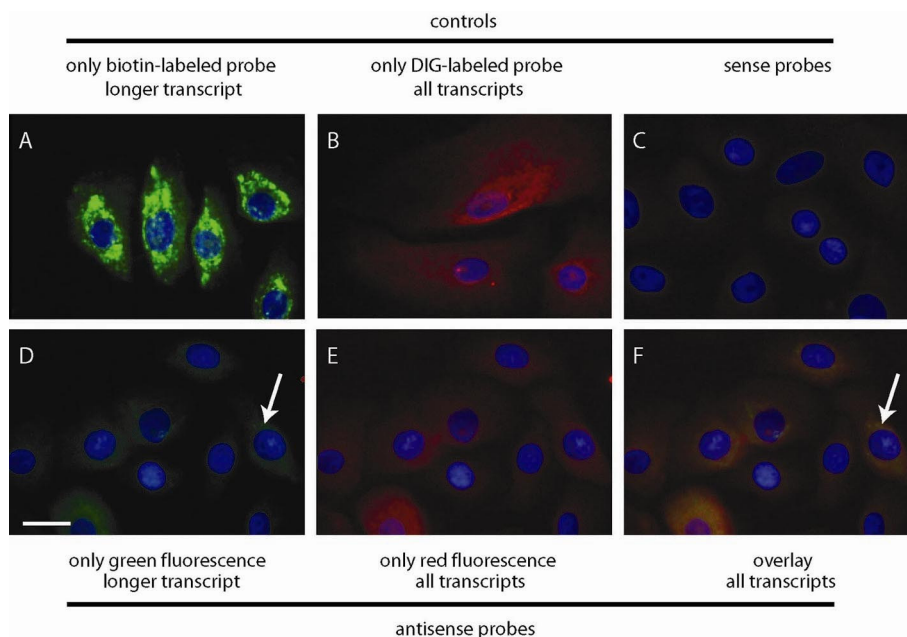 controls
only biotin-labeled probe
longer transcript
only DIG-labeled probe
all transcripts
sense probes
A
B
C
D
E
F
only green fluorescence
longer transcript
only red fluorescence
all transcripts
overlay
all transcripts
antisense probes